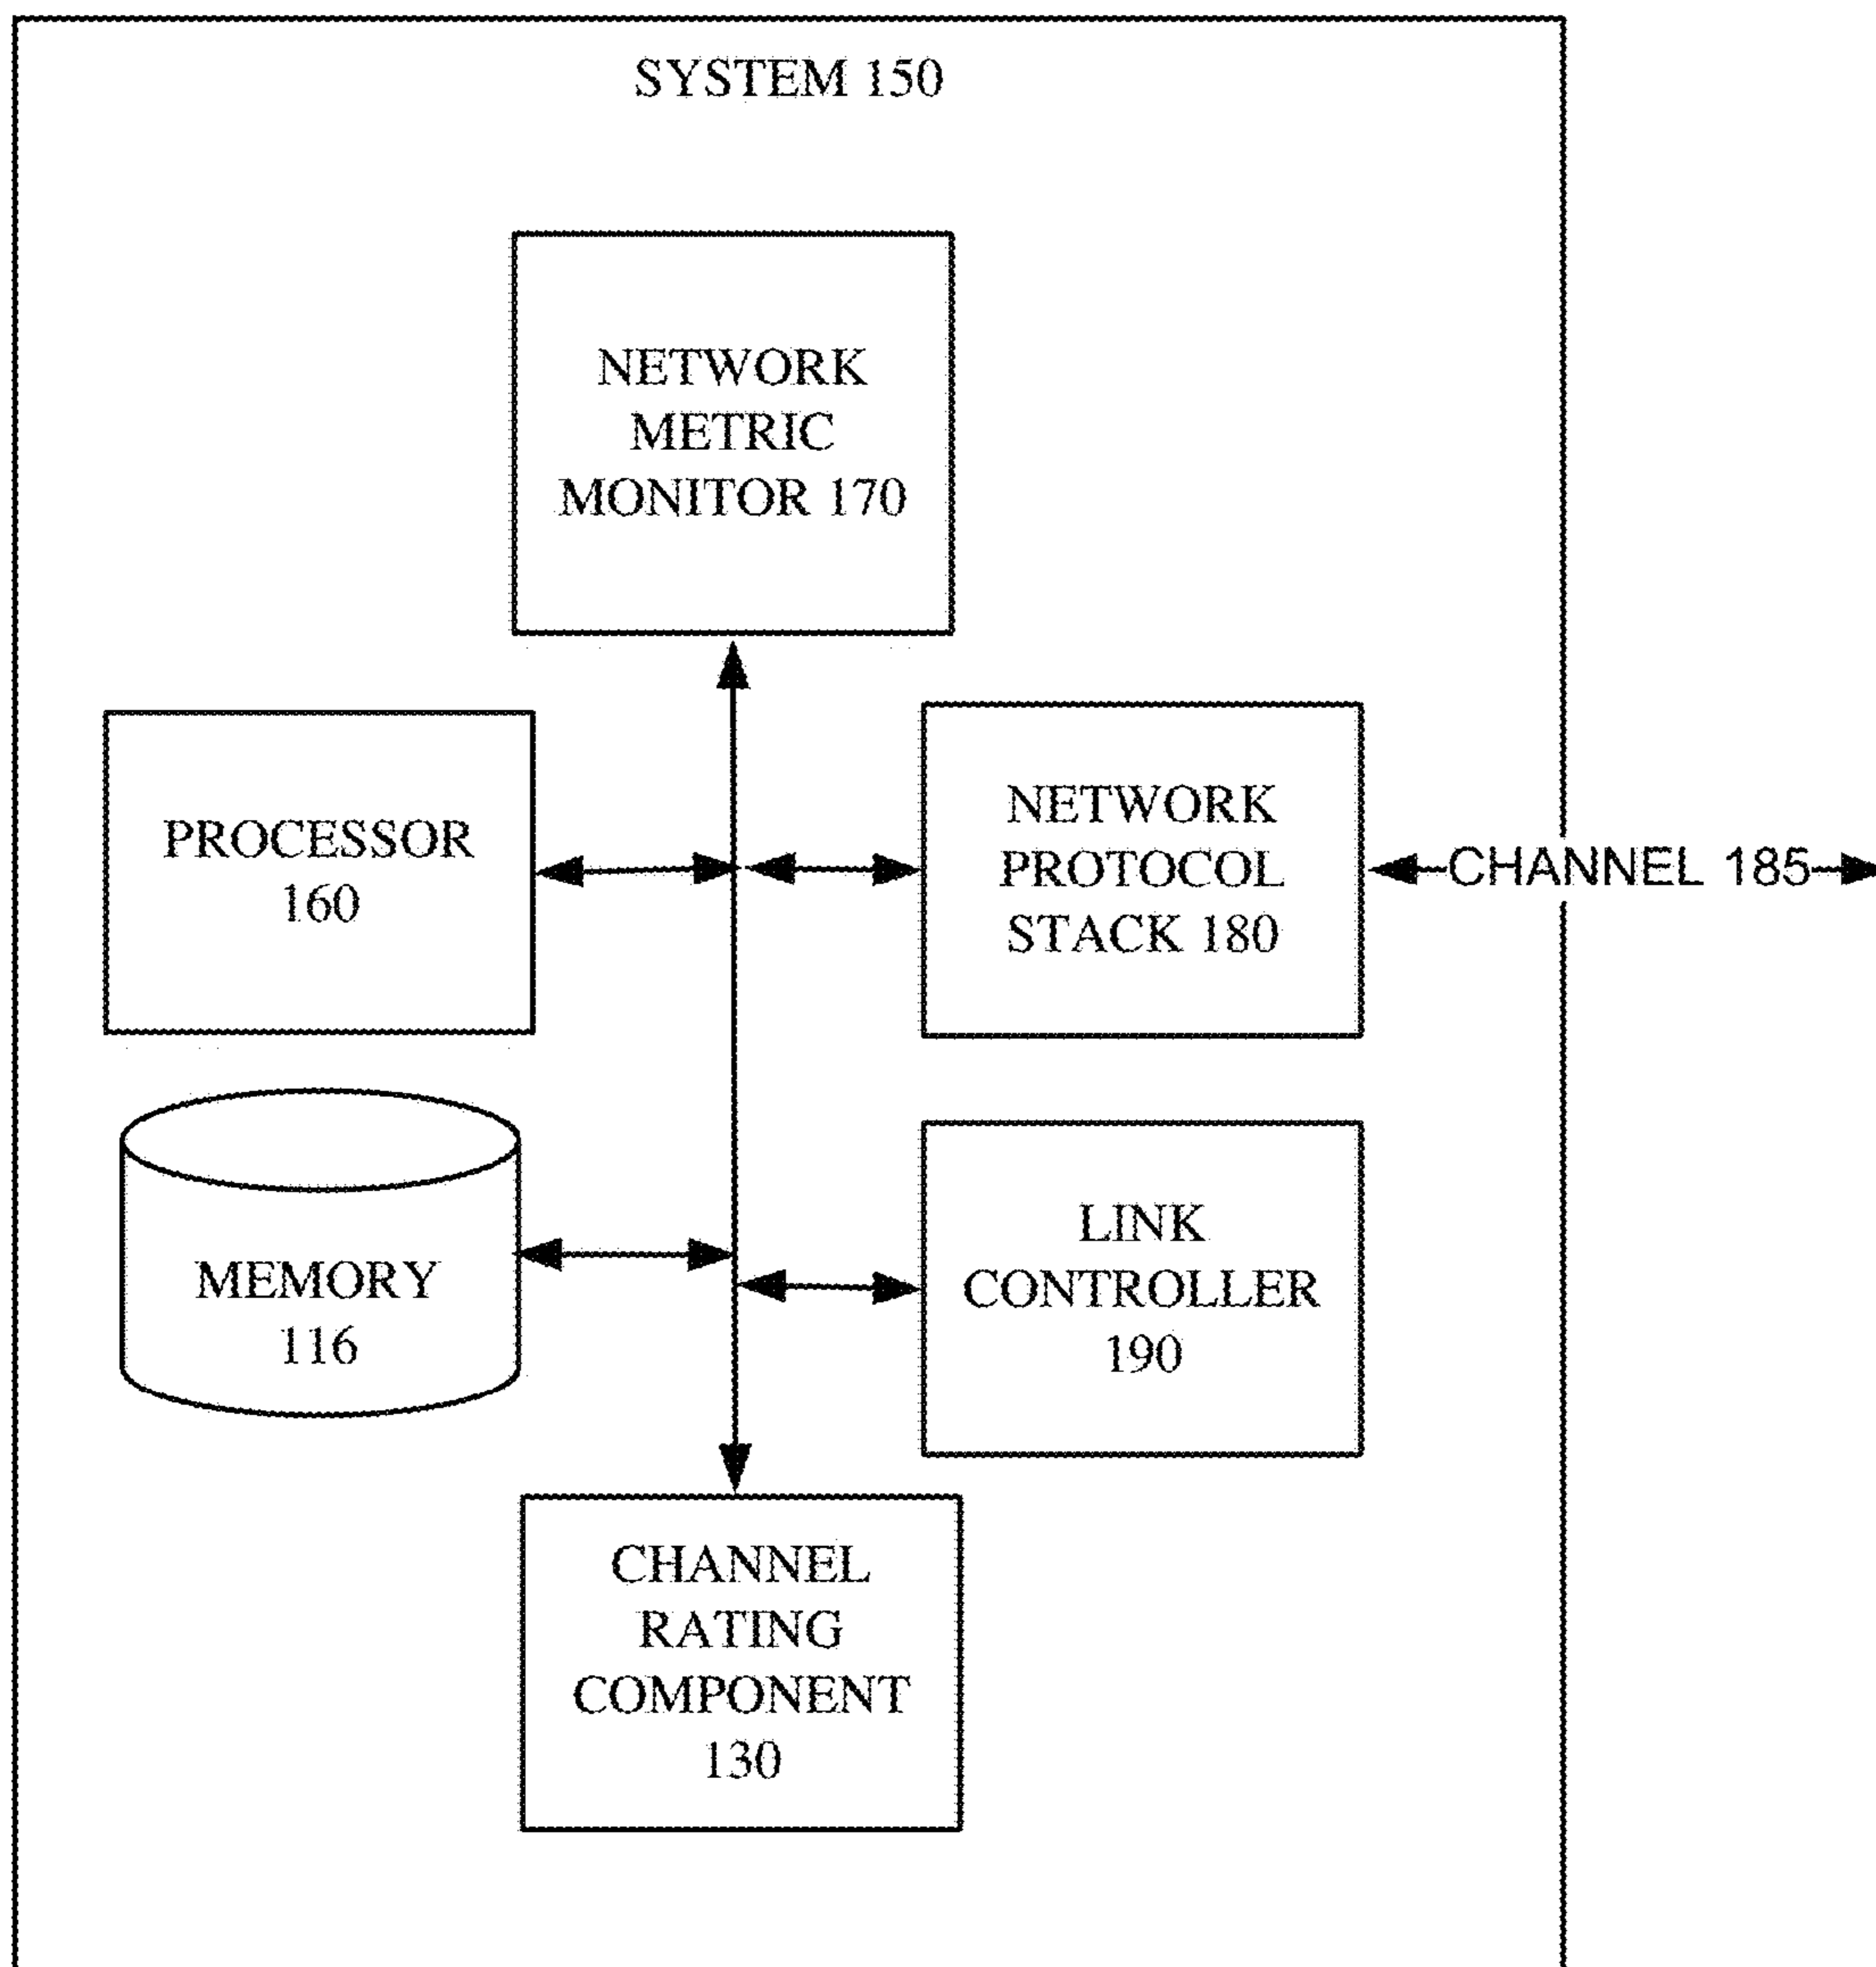 SYSTEM 150
NETWORK
METRIC
MONITOR 170
PROCESSOR
160
NETWORK
PROTOCOL
STACK 180
CHANNEL 185
MEMORY
116
LINK
CONTROLLER
190
CHANNEL
RATING
COMPONENT
130